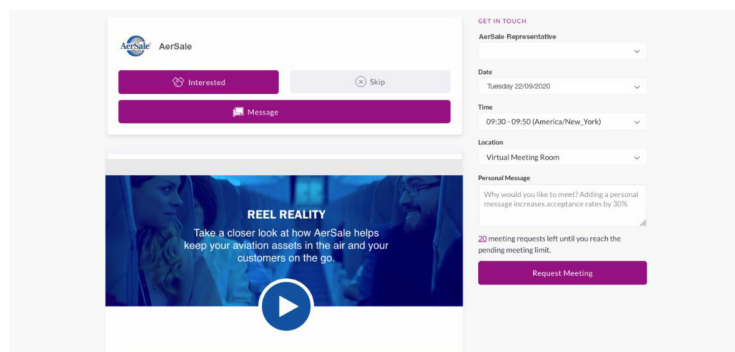 AerSale
AerSale
Interested
Skip
Message
REEL REALITY
Take a closer look at how AerSale helps
keep your aviation assets in the air and your
customers on the go.
GET IN TOUCH
AerSale Representative
Date
Tuesday 22/09/2020
Time
09:30 - 09:50 (America/New_York)
Location
Virtual Meeting Room
Personal Message
Why would you like to meet? Adding a personal
message increases acceptance rates by 30%
20 meeting requests left until you reach the
pending meeting limit.
Request Meeting